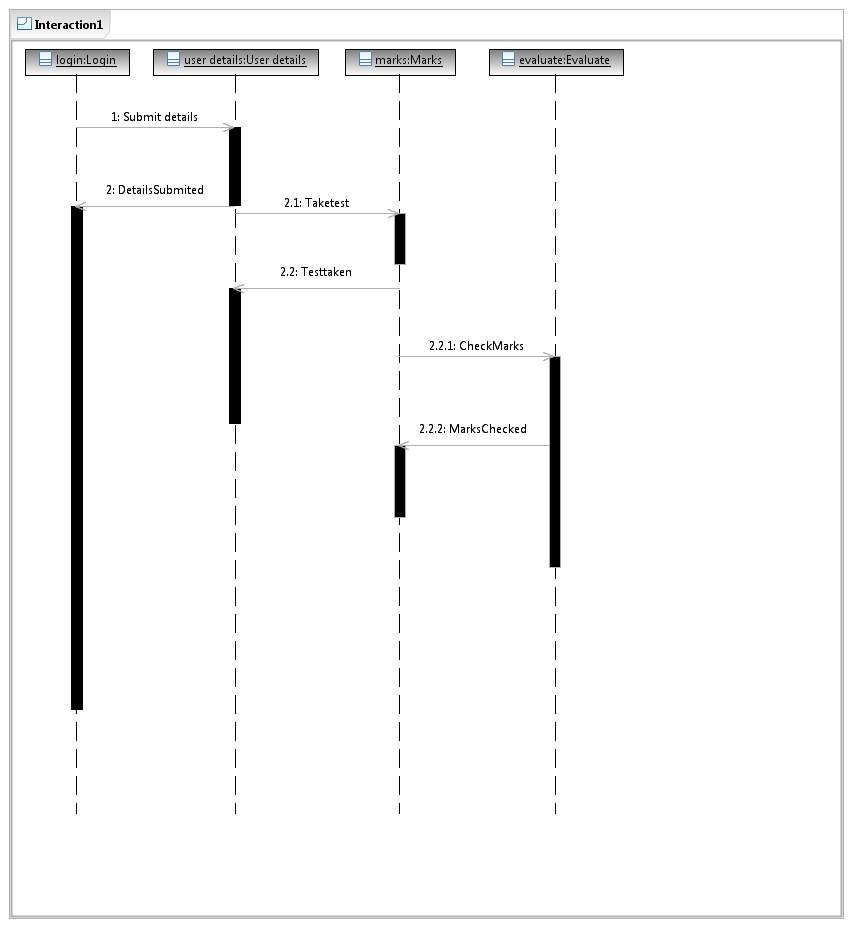 Interaction1
login:Login
user details:User details
marks:Marks
evaluate:Evaluate
1: Submit details
2: DetailsSubmited
2.1: Taketest
2.2: Testtaken
2.2.1: CheckMarks
2.2.2: MarksChecked